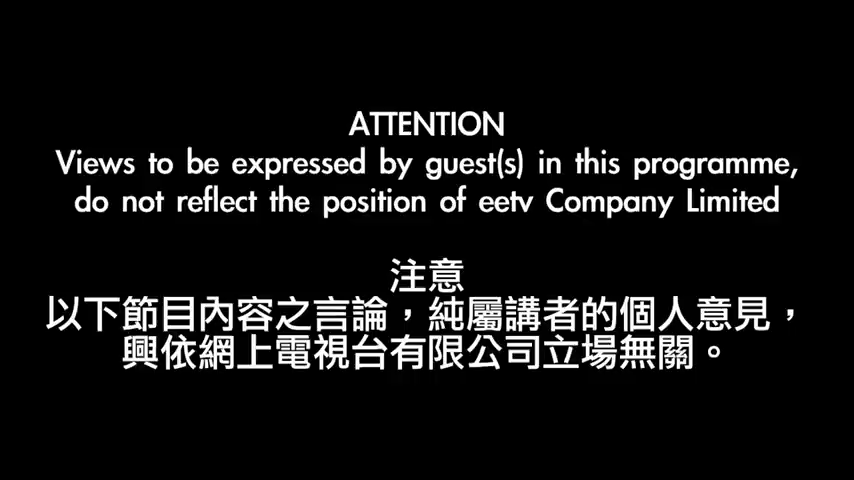 ATTENTION
Views to be expressed by guest(s) in this programme,
do not reflect the position of eetv Company Limited
注意
以下節目內容之言論，純屬講者的個人意見，
興依網上電視台有限公司立場無關。